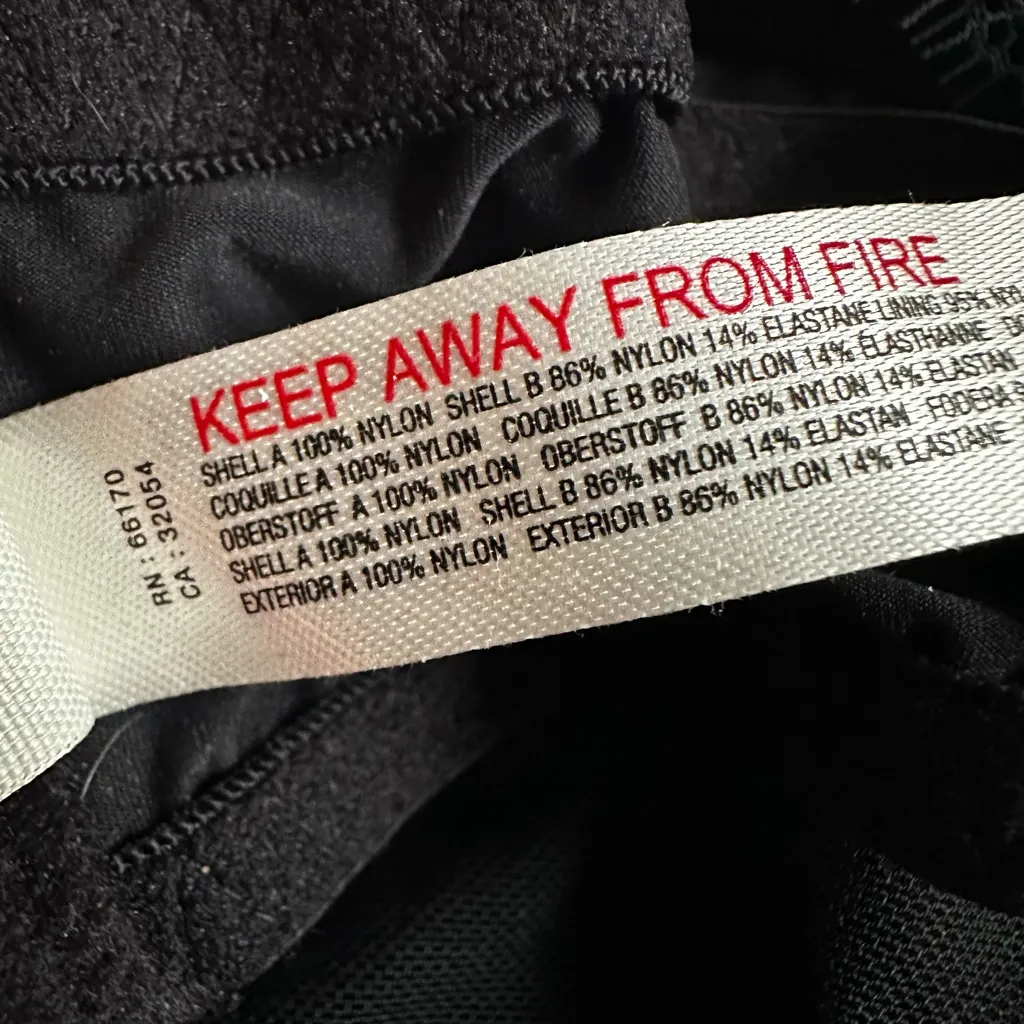 KEEP AWAY FROM FIRE
SHELL A 100% NYLON SHELL B 86% NYLON 14% ELASTANE LINING 95%
COQUILLE A 100% NYLON COQUILLE B 86% NYLON 14% ELASTHANNE
OBERSTOFF A 100% NYLON OBERSTOFF B 86% NYLON 14% ELASTAN
SHELL A 100% NYLON SHELL B 86% NYLON 14% ELASTAN FODERA
EXTERIOR A 100% NYLON EXTERIOR B 86% NYLON 14% ELASTANE
RN : 66170
CA : 32054